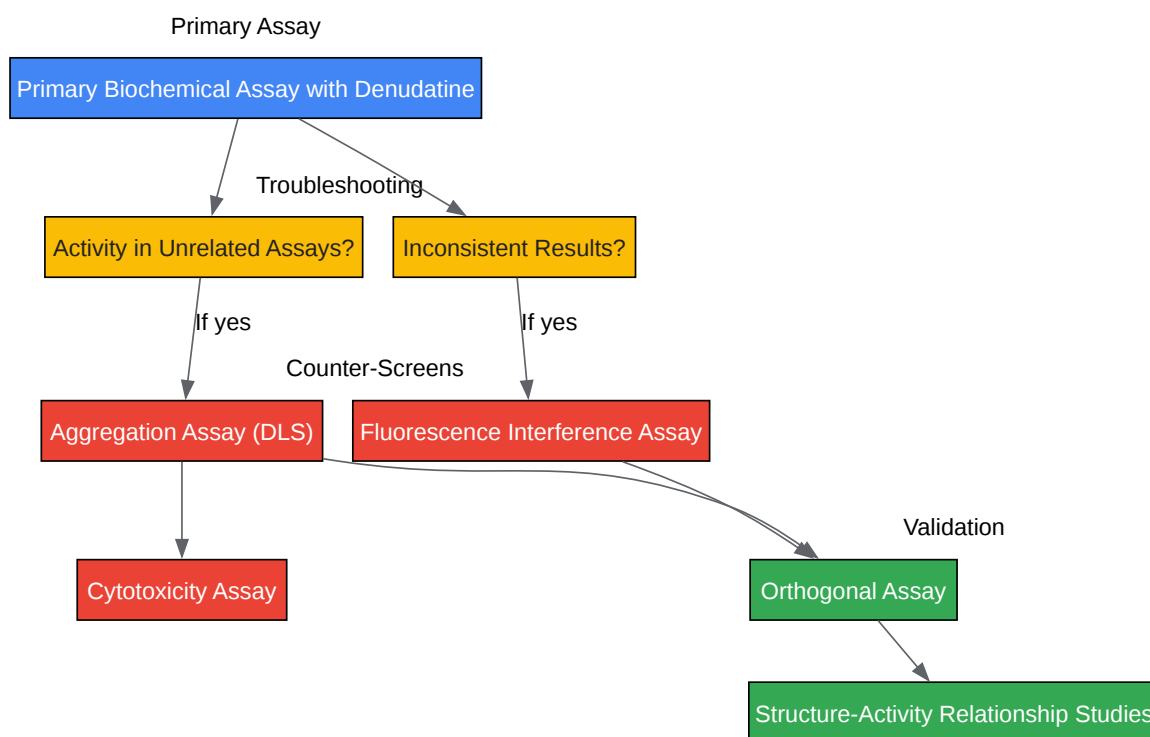 Primary Assay
Primary Biochemical Assay with Denudatine
Troubleshooting
Activity in Unrelated Assays?
Inconsistent Results?
If yes
If yes
Counter-Screens
Aggregation Assay (DLS)
Fluorescence Interference Assay
Validation
Cytotoxicity Assay
Orthogonal Assay
Structure-Activity Relationship Studies